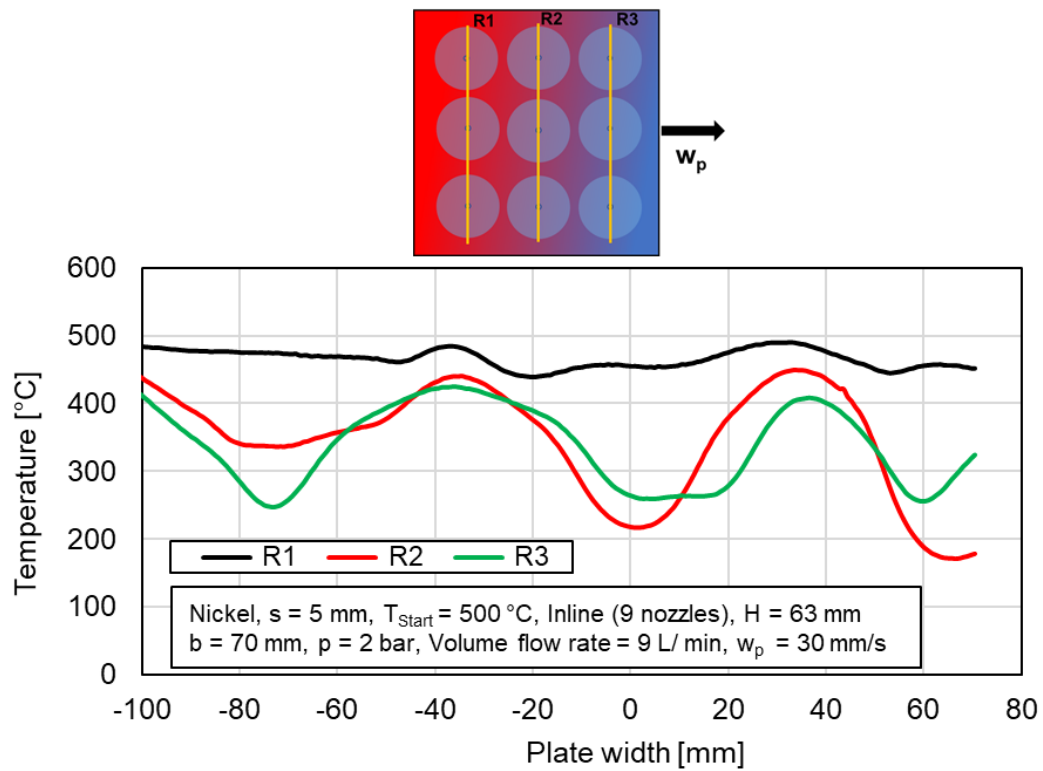 R1 R2 R3
wp
600
500
400
300
200
100
0
Temperature [°C]
R1 R2 R3
Nickel, s = 5 mm, TStart = 500 °C, Inline (9 nozzles), H = 63 mm
b = 70 mm, p = 2 bar, Volume flow rate = 9 L/ min, wp = 30 mm/s
-100 -80 -60 -40 -20 0 20 40 60 80
Plate width [mm]